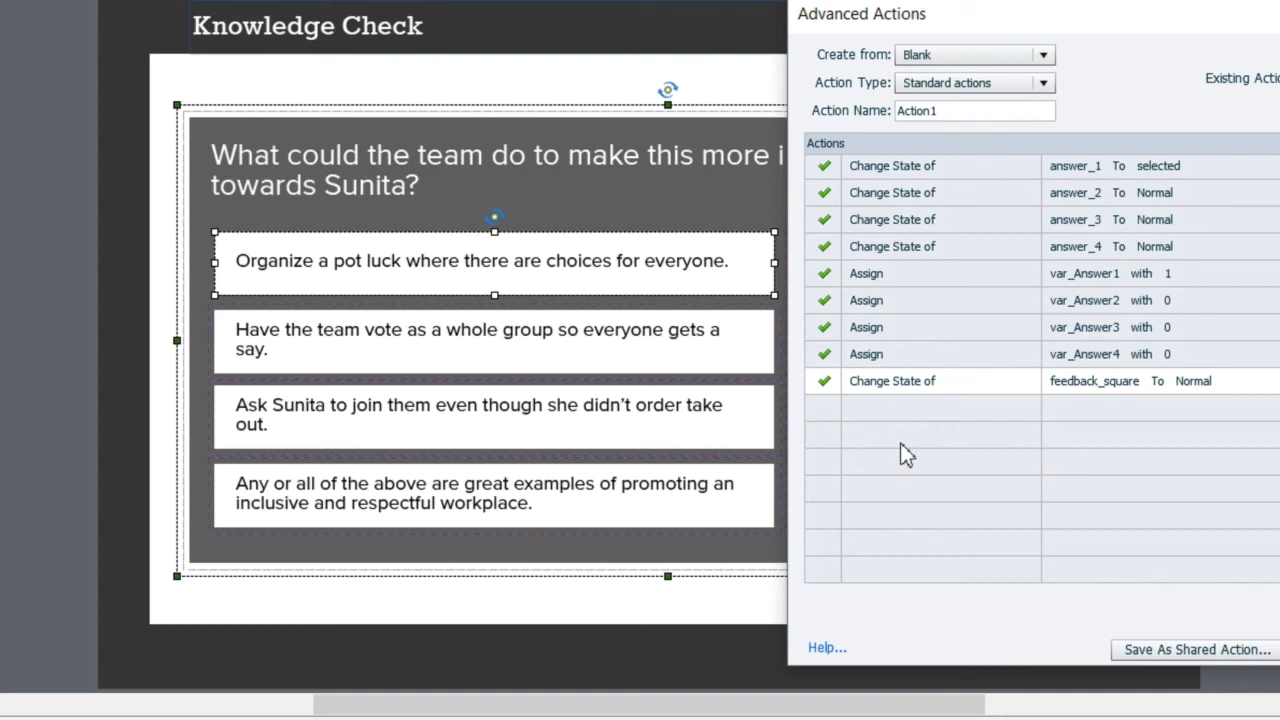 Knowledge Check
What could the team do to make this more i
towards Sunita?
Organize a pot luck where there are choices for everyone.
Have the team vote as a whole group so everyone gets a
say.
Ask Sunita to join them even though she didn't order take
out.
Any or all of the above are great examples of promoting an
inclusive and respectful workplace.
Advanced Actions
Create from: Blank
Existing Actio
Action Type: Standard actions
Action Name: Action1
Actions
Change State of answer_1 To selected
Change State of answer_2 To Normal
Change State of answer_3 To Normal
Change State of answer_4 To Normal
Assign var_Answer1 with 1
Assign var_Answer2 with 0
Assign var_Answer3 with 0
Assign var_Answer4 with 0
Change State of feedback_square To Normal
Help...
Save As Shared Action...